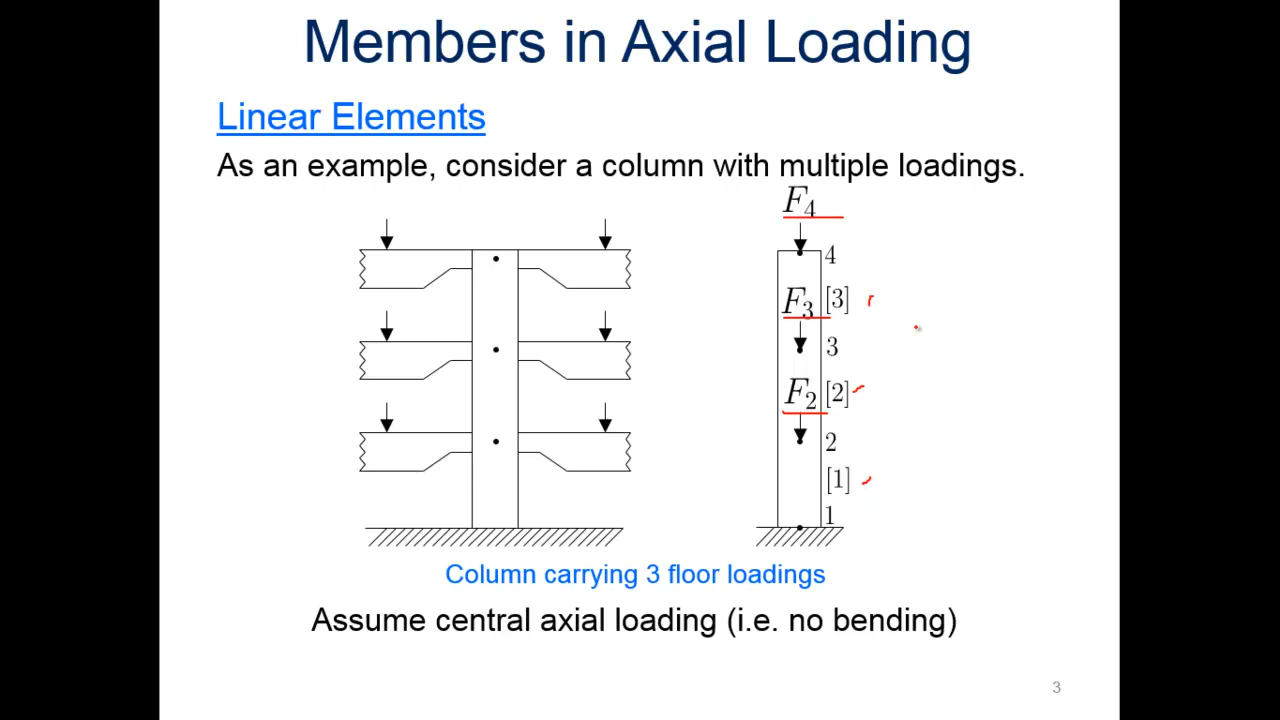 Members in Axial Loading
Linear Elements
As an example, consider a column with multiple loadings.
F4
4
F3 [3]
3
F2 [2]
2
[1]
1
Column carrying 3 floor loadings
Assume central axial loading (i.e. no bending)
3